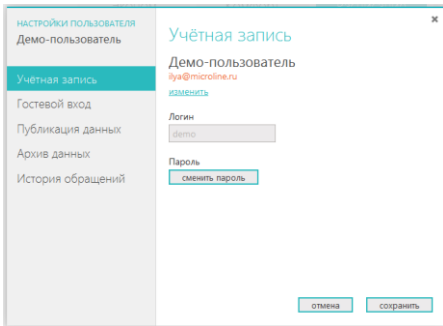 НАСТРОЙКИ ПОЛЬЗОВАТЕЛЯ
Демо-пользователь
Учётная запись
Гостевой вход
Публикация данных
Архив данных
История обращений
Учётная запись
Демо-пользователь
ilya@microline.ru
изменить
Логин
demo
Пароль
сменить пароль
отмена
сохранить